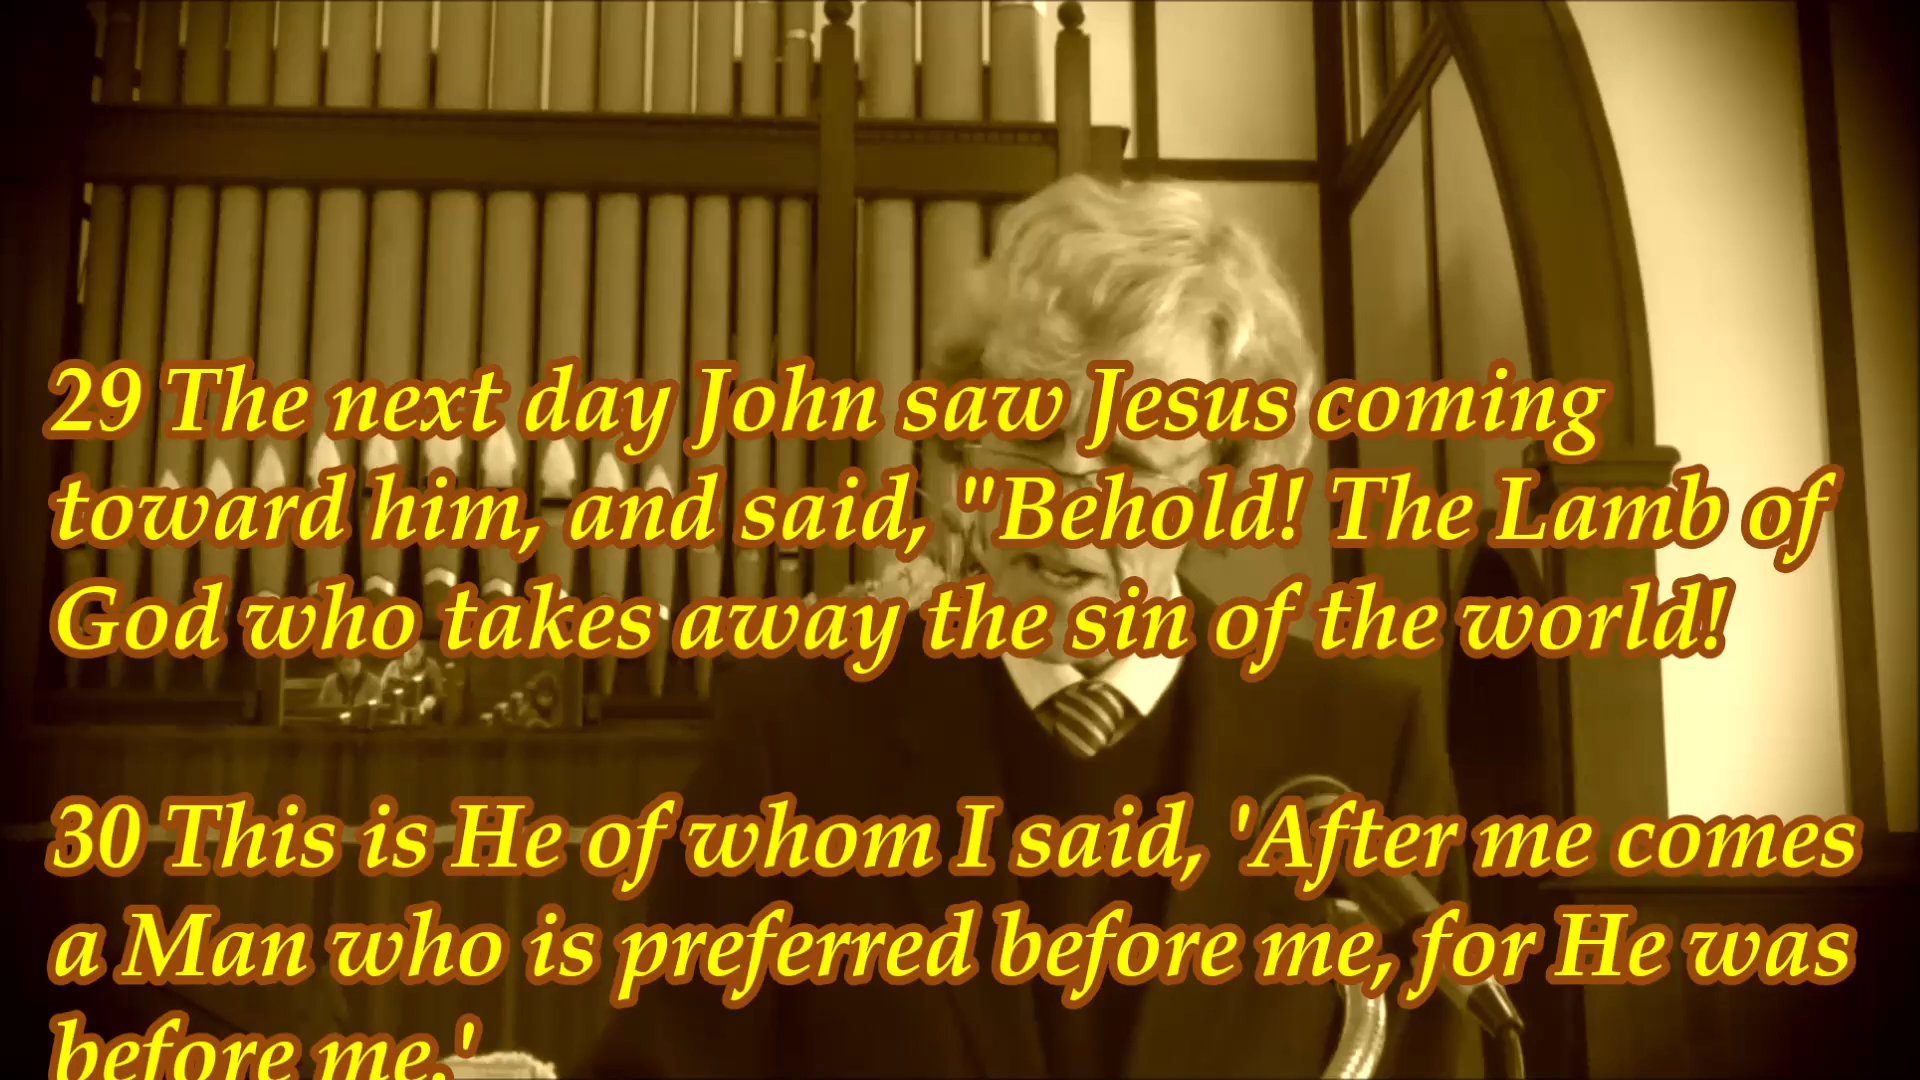 29 The next day John saw Jesus coming
toward him, and said, "Behold! The Lamb of
God who takes away the sin of the world!
30 This is He of whom I said, 'After me comes
a Man who is preferred before me, for He was
before me.'